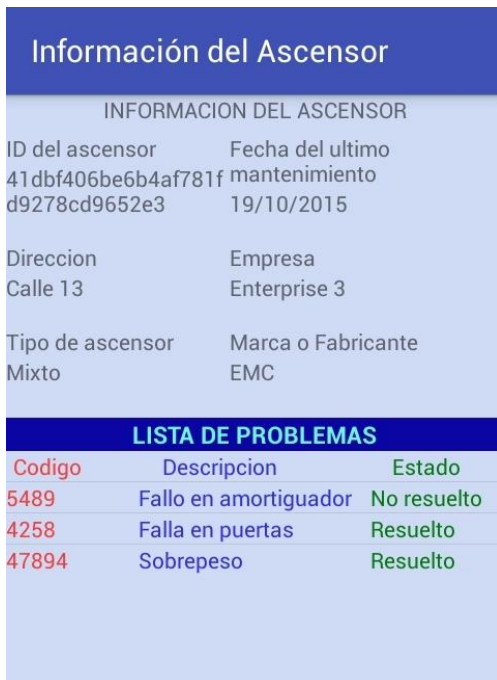 Información del Ascensor
INFORMACION DEL ASCENSOR
ID del ascensor
41dbf406be6b4af781f
d9278cd9652e3
Fecha del ultimo
mantenimiento
19/10/2015
Direccion
Calle 13
Empresa
Enterprise 3
Tipo de ascensor
Mixto
Marca o Fabricante
EMC
LISTA DE PROBLEMAS
Codigo Descripcion Estado
5489 Fallo en amortiguador No resuelto
4258 Falla en puertas Resuelto
47894 Sobrepeso Resuelto